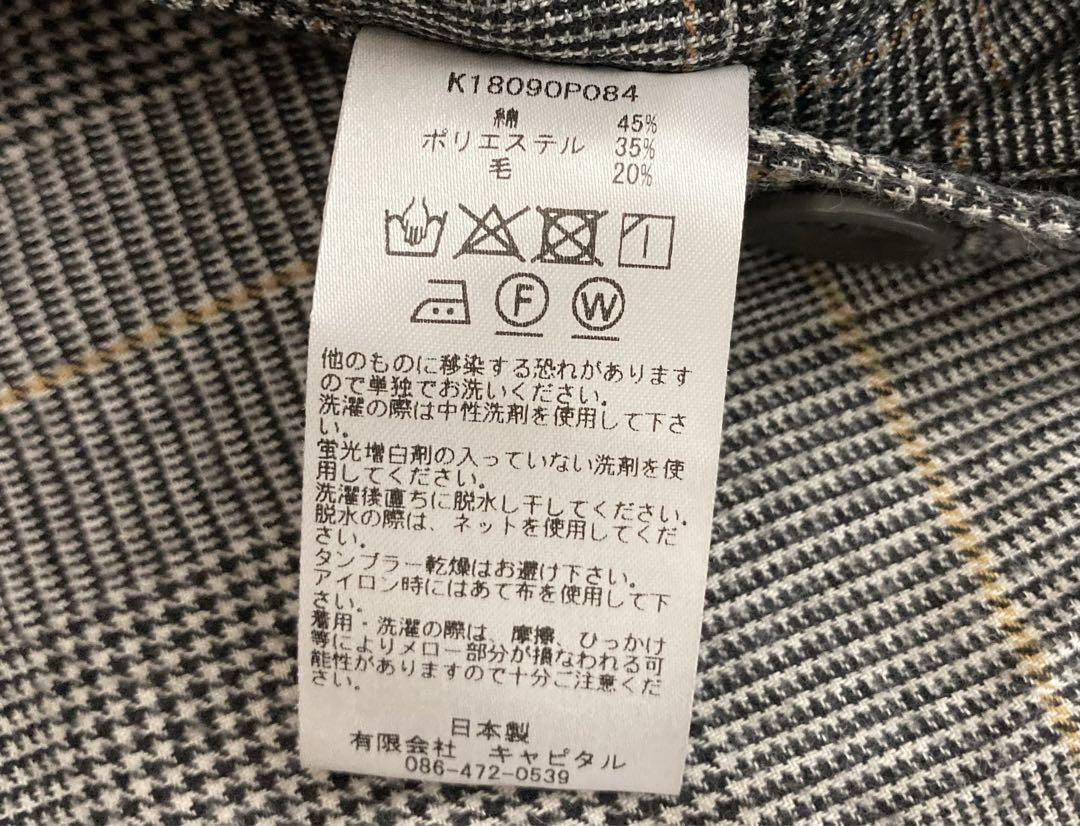 K18090P084
綿 45%
ポリエステル 35%
毛 20%
F W
他のものに移染する恐れがあります
ので単独でお洗いください.
洗濯の際は中性洗剤を使用して下さ
い.
蛍光増白剤の入っていない洗剤を使
用してください.
洗濯後直ちに脱水し干してください.
脱水の際は、ネットを使用してくだ
さい.
タンブラー乾燥はお避け下さい.
アイロン時にはあて布を使用して下
さい.
着用・洗濯の際は、摩擦、ひっかけ
等によりメロー部分が損なわれる可
能性がありますので十分ご注意くだ
さい.
日本製
有限会社 キャピタル
086-472-0539